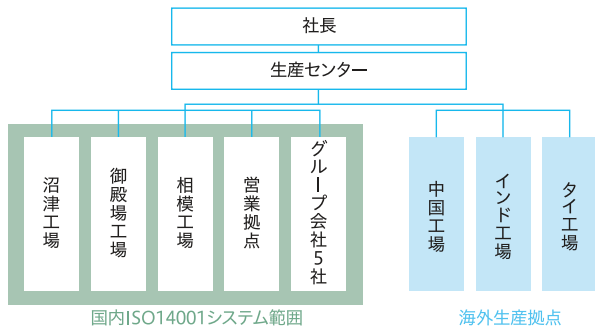 社長
生産センター
沼津工場
御殿場工場
相模工場
営業拠点
グループ会社5社
中国工場
インド工場
タイ工場
国内ISO14001システム範囲
海外生産拠点